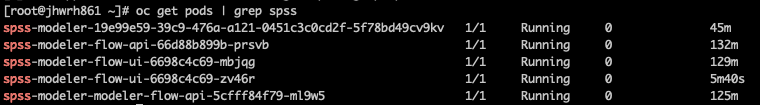 [root@jhwrh861 ~]# oc get pods | grep spss
spss-modeler-19e99e59-39c9-476a-a121-0451c3c0cd2f-5f78bd49cv9kv 1/1 Running 0 45m
spss-modeler-flow-api-66d88b899b-prsvb 1/1 Running 0 132m
spss-modeler-flow-ui-6698c4c69-mbjqg 1/1 Running 0 129m
spss-modeler-flow-ui-6698c4c69-zv46r 1/1 Running 0 5m40s
spss-modeler-modeler-flow-api-5cfff84f79-ml9w5 1/1 Running 0 125m